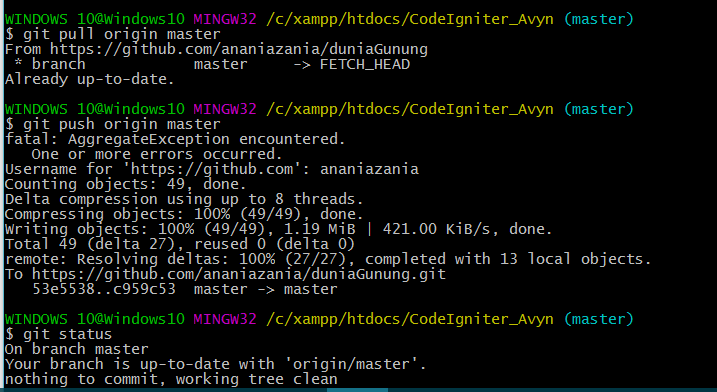 WINDOWS 10@Windows10 MINGW32 /c/xampp/htdocs/CodeIgniter_Avyn (master)
$ git pull origin master
From https://github.com/ananiazania/duniaGunung
 * branch            master     -> FETCH_HEAD
Already up-to-date.

WINDOWS 10@Windows10 MINGW32 /c/xampp/htdocs/CodeIgniter_Avyn (master)
$ git push origin master
fatal: AggregateException encountered.
   One or more errors occurred.
Username for 'https://github.com': ananiazania
Counting objects: 49, done.
Delta compression using up to 8 threads.
Compressing objects: 100% (49/49), done.
Writing objects: 100% (49/49), 1.19 MiB | 421.00 KiB/s, done.
Total 49 (delta 27), reused 0 (delta 0)
remote: Resolving deltas: 100% (27/27), completed with 13 local objects.
To https://github.com/ananiazania/duniaGunung.git
   53e5538..c959c53  master -> master

WINDOWS 10@Windows10 MINGW32 /c/xampp/htdocs/CodeIgniter_Avyn (master)
$ git status
On branch master
Your branch is up-to-date with 'origin/master'.
nothing to commit, working tree clean